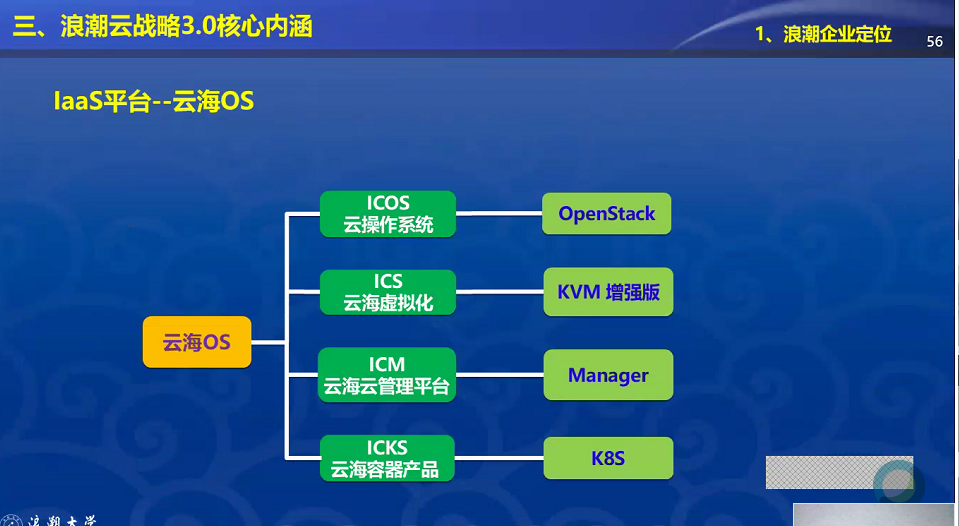 三、浪潮云战略3.0核心内涵
1、浪潮企业定位
56
IaaS平台--云海OS
ICOS
云操作系统
OpenStack
ICS
云海虚拟化
KVM 增强版
云海OS
ICM
云海云管理平台
Manager
ICKS
云海容器产品
K8S
浪潮大学